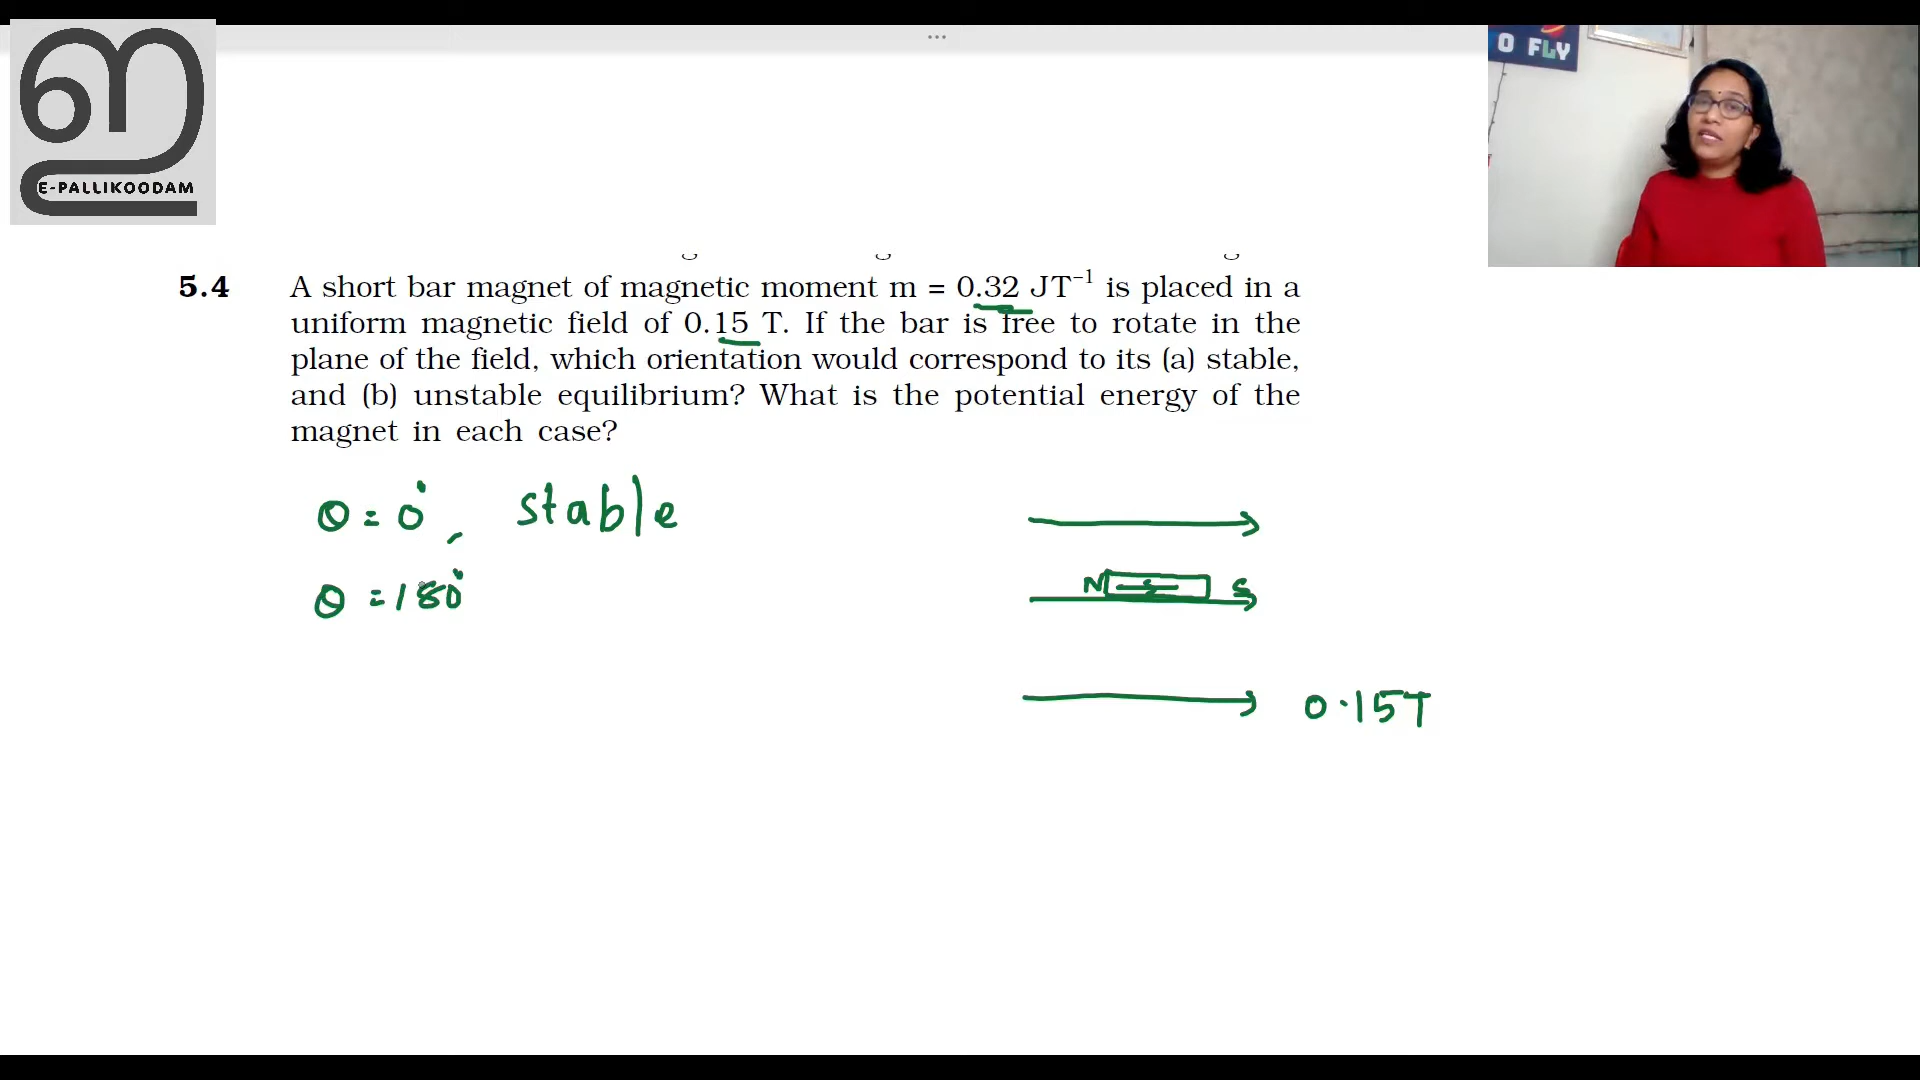 E-PALLIKOODAM
O FLY
5.4 A short bar magnet of magnetic moment m = 0.32 JT⁻¹ is placed in a
uniform magnetic field of 0.15 T. If the bar is free to rotate in the
plane of the field, which orientation would correspond to its (a) stable,
and (b) unstable equilibrium? What is the potential energy of the
magnet in each case?
θ = 0°, stable
θ = 180°
N S
0.15T